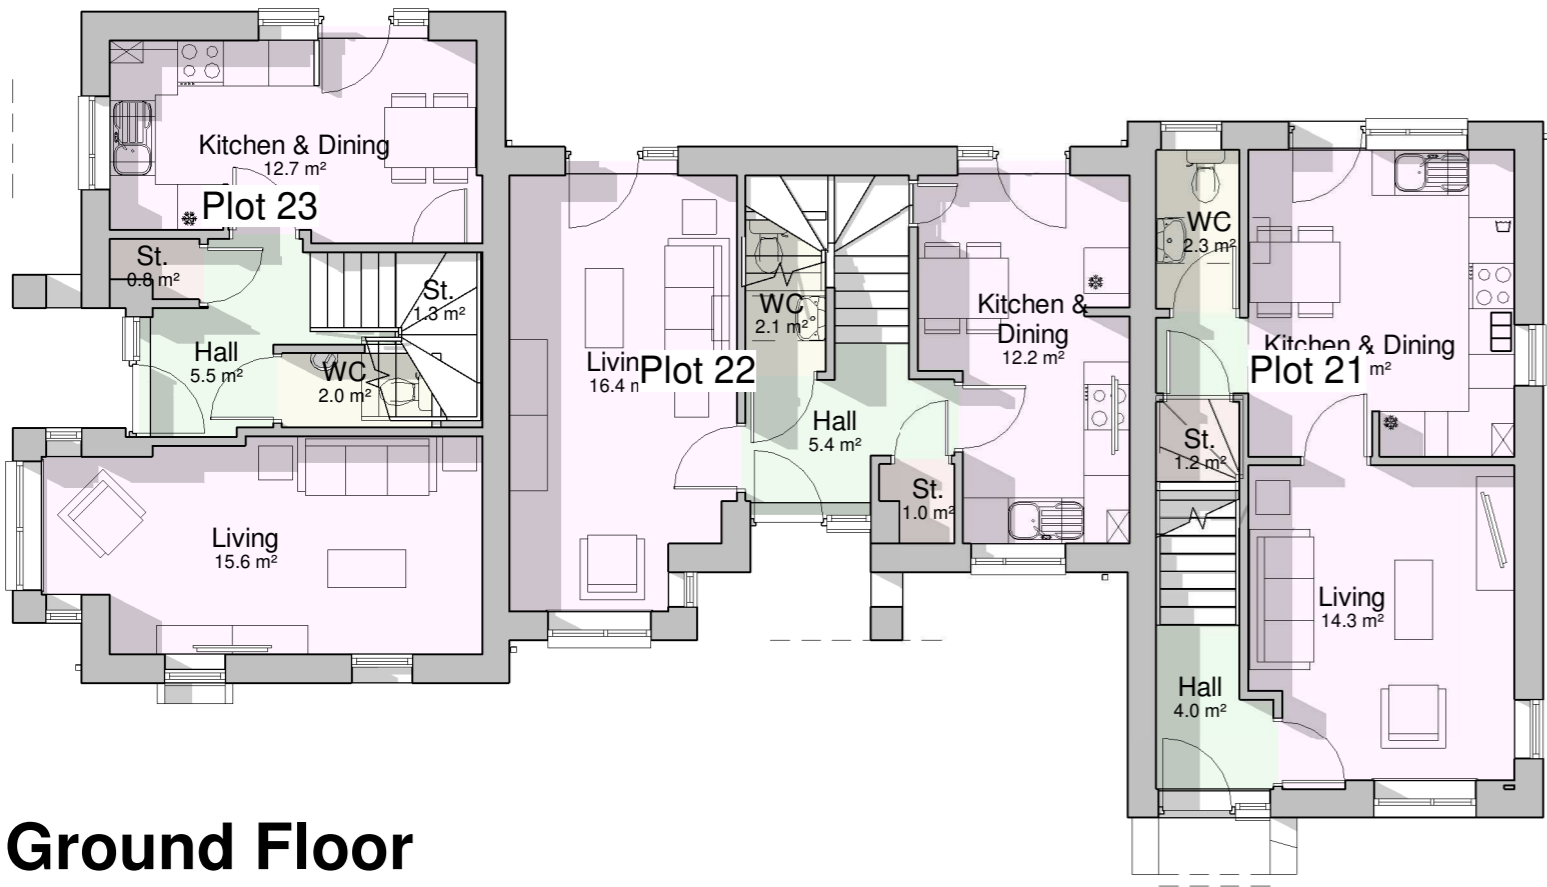 Kitchen & Dining
12.7 m²
Plot 23
St.
0.8 m²
St.
1.3 m²
Hall
5.5 m²
WC
2.0 m²
Living
15.6 m²
Plot 22
16.4
WC
2.1 m²
Kitchen &
Dining
12.2 m²
Hall
5.4 m²
St.
1.0 m²
WC
2.3 m²
Kitchen & Dining
m²
Plot 21
St.
1.2 m²
Living
14.3 m²
Hall
4.0 m²
Ground Floor